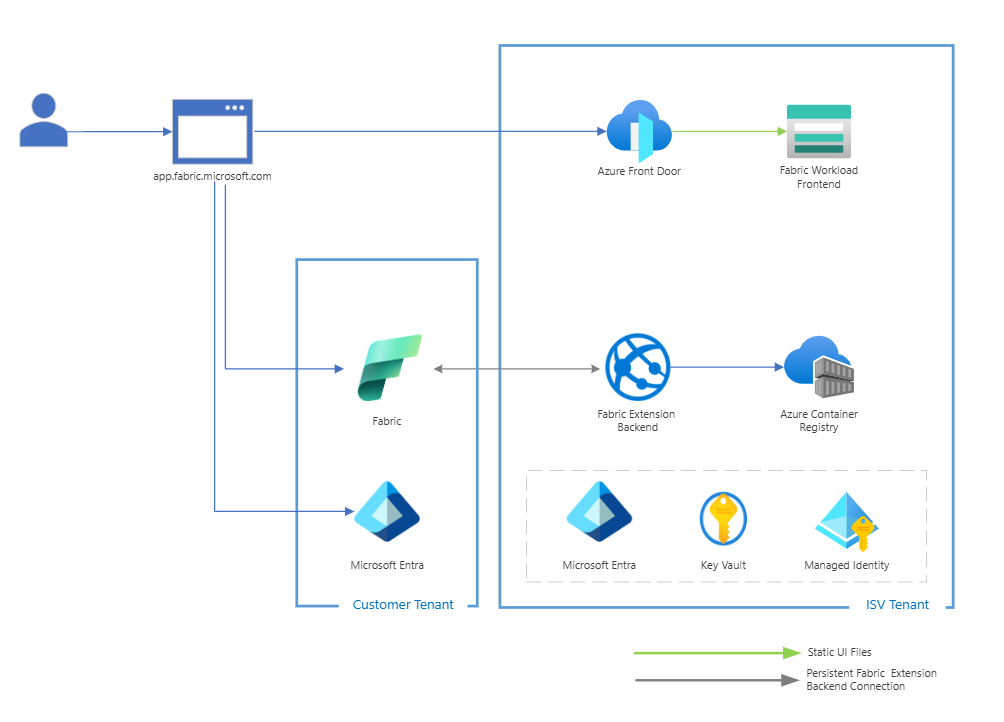 app.fabric.microsoft.com
Azure Front Door
Fabric Workload
Frontend
Fabric
Fabric Extension
Backend
Azure Container
Registry
Microsoft Entra
Microsoft Entra
Key Vault
Managed Identity
Customer Tenant
ISV Tenant
Static UI Files
Persistent Fabric Extension
Backend Connection